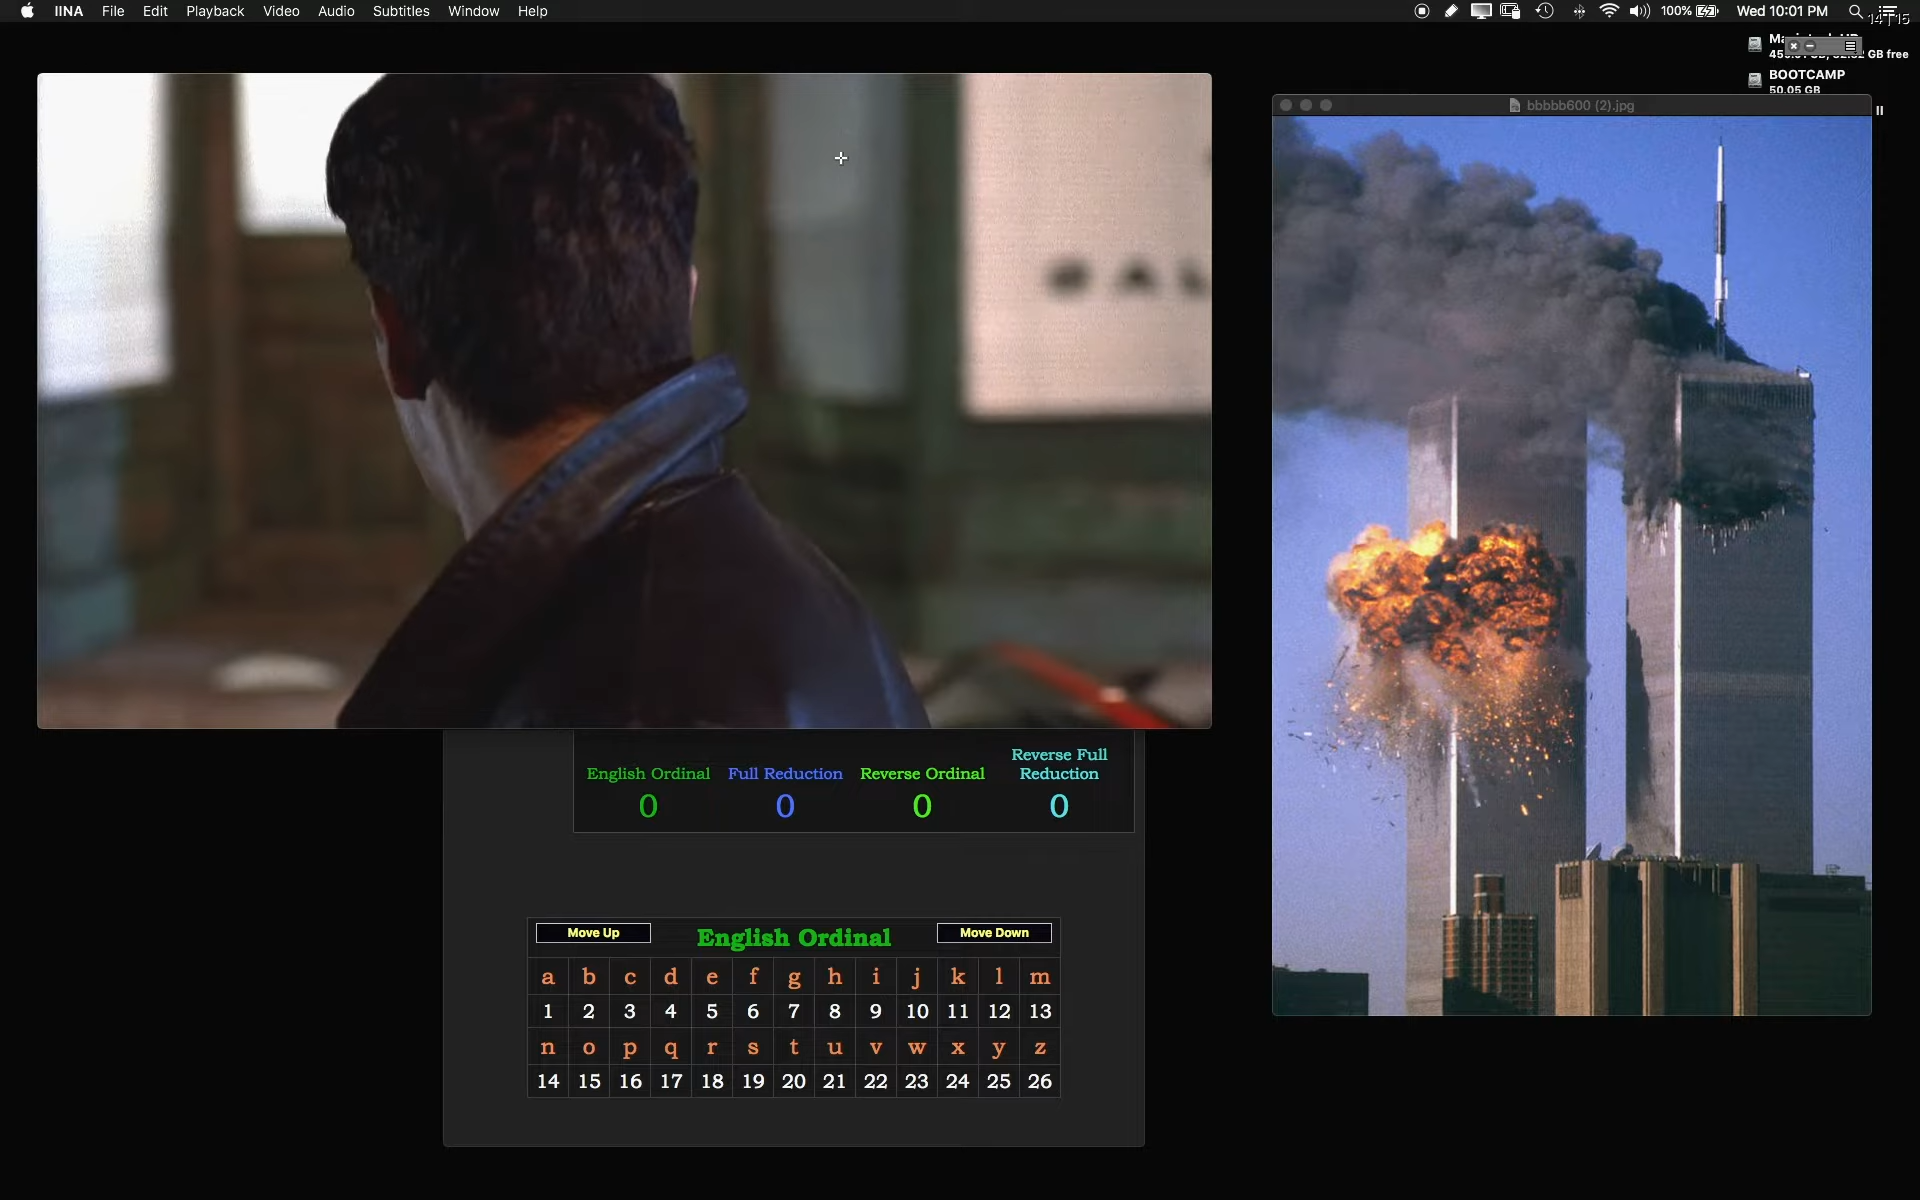 IINA File Edit Playback Video Audio Subtitles Window Help 100% Wed 10:01 PM
14 | 15
GB free
BOOTCAMP
50.05 GB
bbbbb600 (2).jpg
English Ordinal Full Reduction Reverse Ordinal Reverse Full Reduction
0 0 0 0
Move Up English Ordinal Move Down
a b c d e f g h i j k l m
1 2 3 4 5 6 7 8 9 10 11 12 13
n o p q r s t u v w x y z
14 15 16 17 18 19 20 21 22 23 24 25 26